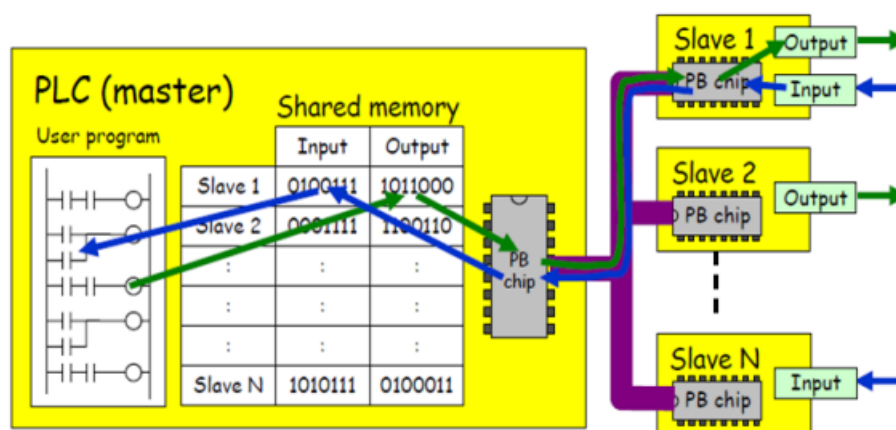 PLC (master)
User program
Shared memory
Input Output
Slave 1 0100111 1011000
Slave 2 0001111 1100110
: : :
: : :
: : :
Slave N 1010111 0100011
PB
chip
Slave 1
PB chip
Output
Input
Slave 2
PB chip
Output
Slave N
PB chip
Input